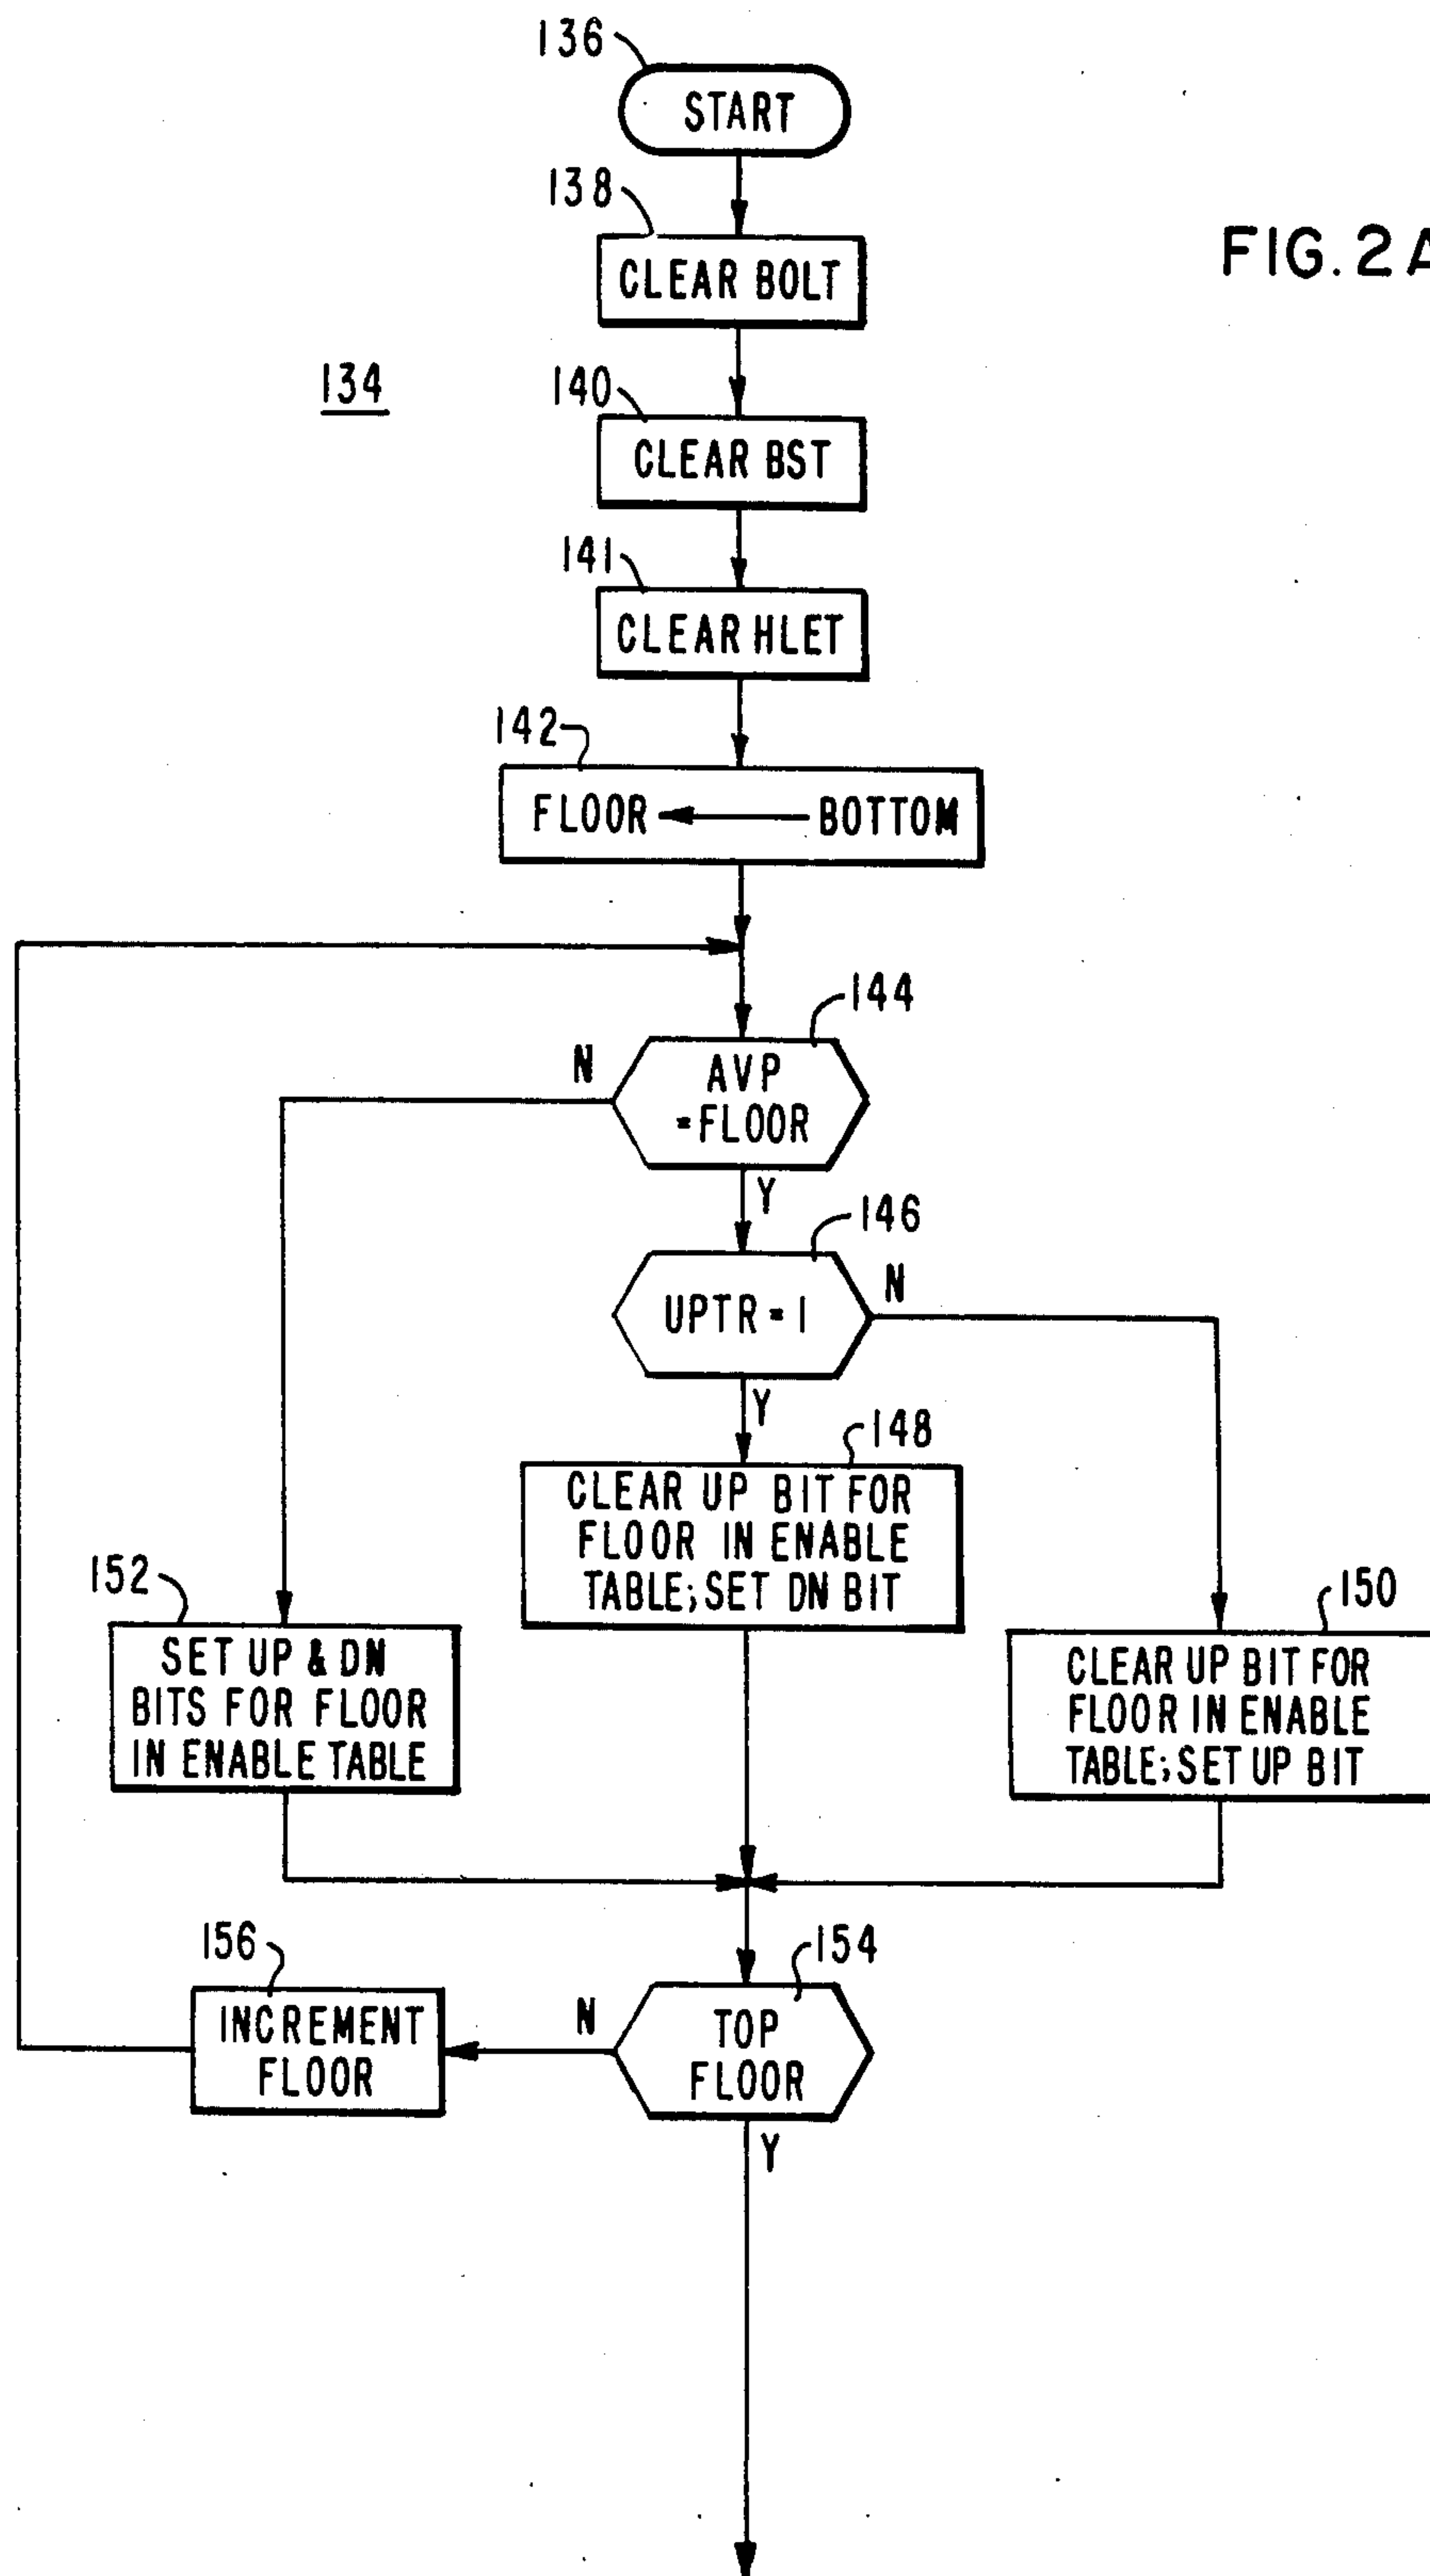 136
START
138
CLEAR BOLT
FIG. 2A
134
140
CLEAR BST
141
CLEAR HLET
142
FLOOR BOTTOM
144
N
AVP
=FLOOR
Y
146
UPTR = 1
N
Y
148
CLEAR UP BIT FOR
FLOOR IN ENABLE
TABLE; SET DN BIT
152
SET UP & DN
BITS FOR FLOOR
IN ENABLE TABLE
150
CLEAR UP BIT FOR
FLOOR IN ENABLE
TABLE; SET UP BIT
156
INCREMENT
FLOOR
N
154
TOP
FLOOR
Y